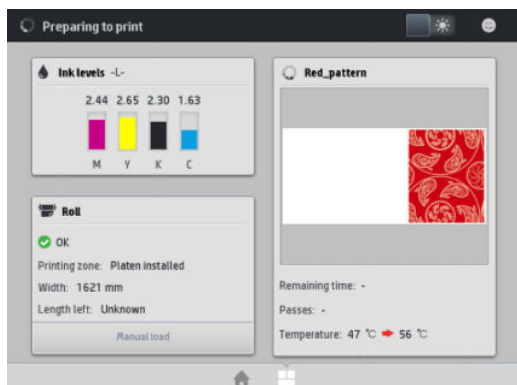 Preparing to print
Ink levels -L-
2.44 2.65 2.30 1.63
M Y K C
Roll
OK
Printing zone: Platen installed
Width: 1621 mm
Length left: Unknown
Manual load
Red_pattern
Remaining time: -
Passes: -
Temperature: 47 °C 56 °C